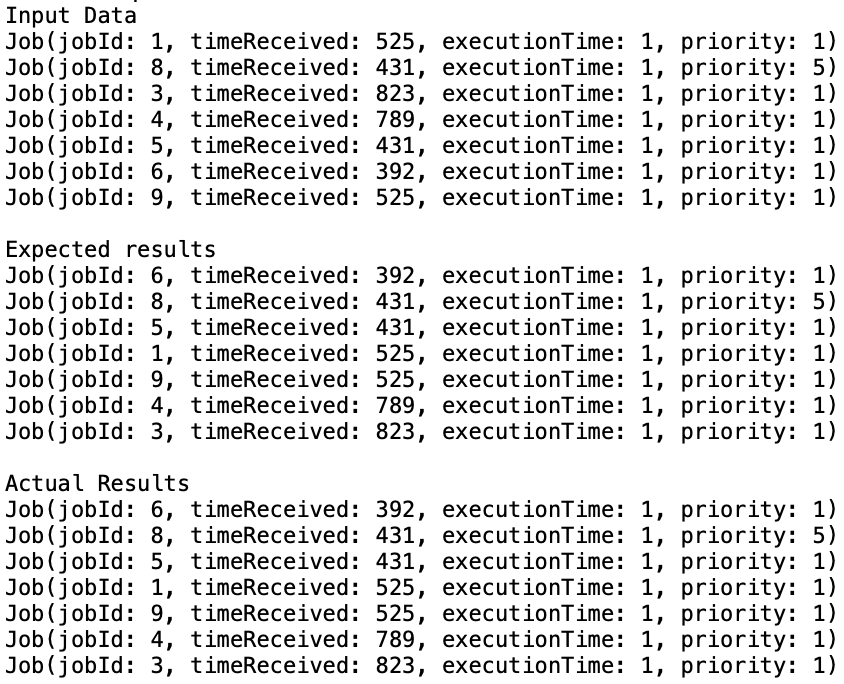 Input Data
Job(jobId: 1, timeReceived: 525, executionTime: 1, priority: 1)
Job(jobId: 8, timeReceived: 431, executionTime: 1, priority: 5)
Job(jobId: 3, timeReceived: 823, executionTime: 1, priority: 1)
Job(jobId: 4, timeReceived: 789, executionTime: 1, priority: 1)
Job(jobId: 5, timeReceived: 431, executionTime: 1, priority: 1)
Job(jobId: 6, timeReceived: 392, executionTime: 1, priority: 1)
Job(jobId: 9, timeReceived: 525, executionTime: 1, priority: 1)

Expected results
Job(jobId: 6, timeReceived: 392, executionTime: 1, priority: 1)
Job(jobId: 8, timeReceived: 431, executionTime: 1, priority: 5)
Job(jobId: 5, timeReceived: 431, executionTime: 1, priority: 1)
Job(jobId: 1, timeReceived: 525, executionTime: 1, priority: 1)
Job(jobId: 9, timeReceived: 525, executionTime: 1, priority: 1)
Job(jobId: 4, timeReceived: 789, executionTime: 1, priority: 1)
Job(jobId: 3, timeReceived: 823, executionTime: 1, priority: 1)

Actual Results
Job(jobId: 6, timeReceived: 392, executionTime: 1, priority: 1)
Job(jobId: 8, timeReceived: 431, executionTime: 1, priority: 5)
Job(jobId: 5, timeReceived: 431, executionTime: 1, priority: 1)
Job(jobId: 1, timeReceived: 525, executionTime: 1, priority: 1)
Job(jobId: 9, timeReceived: 525, executionTime: 1, priority: 1)
Job(jobId: 4, timeReceived: 789, executionTime: 1, priority: 1)
Job(jobId: 3, timeReceived: 823, executionTime: 1, priority: 1)